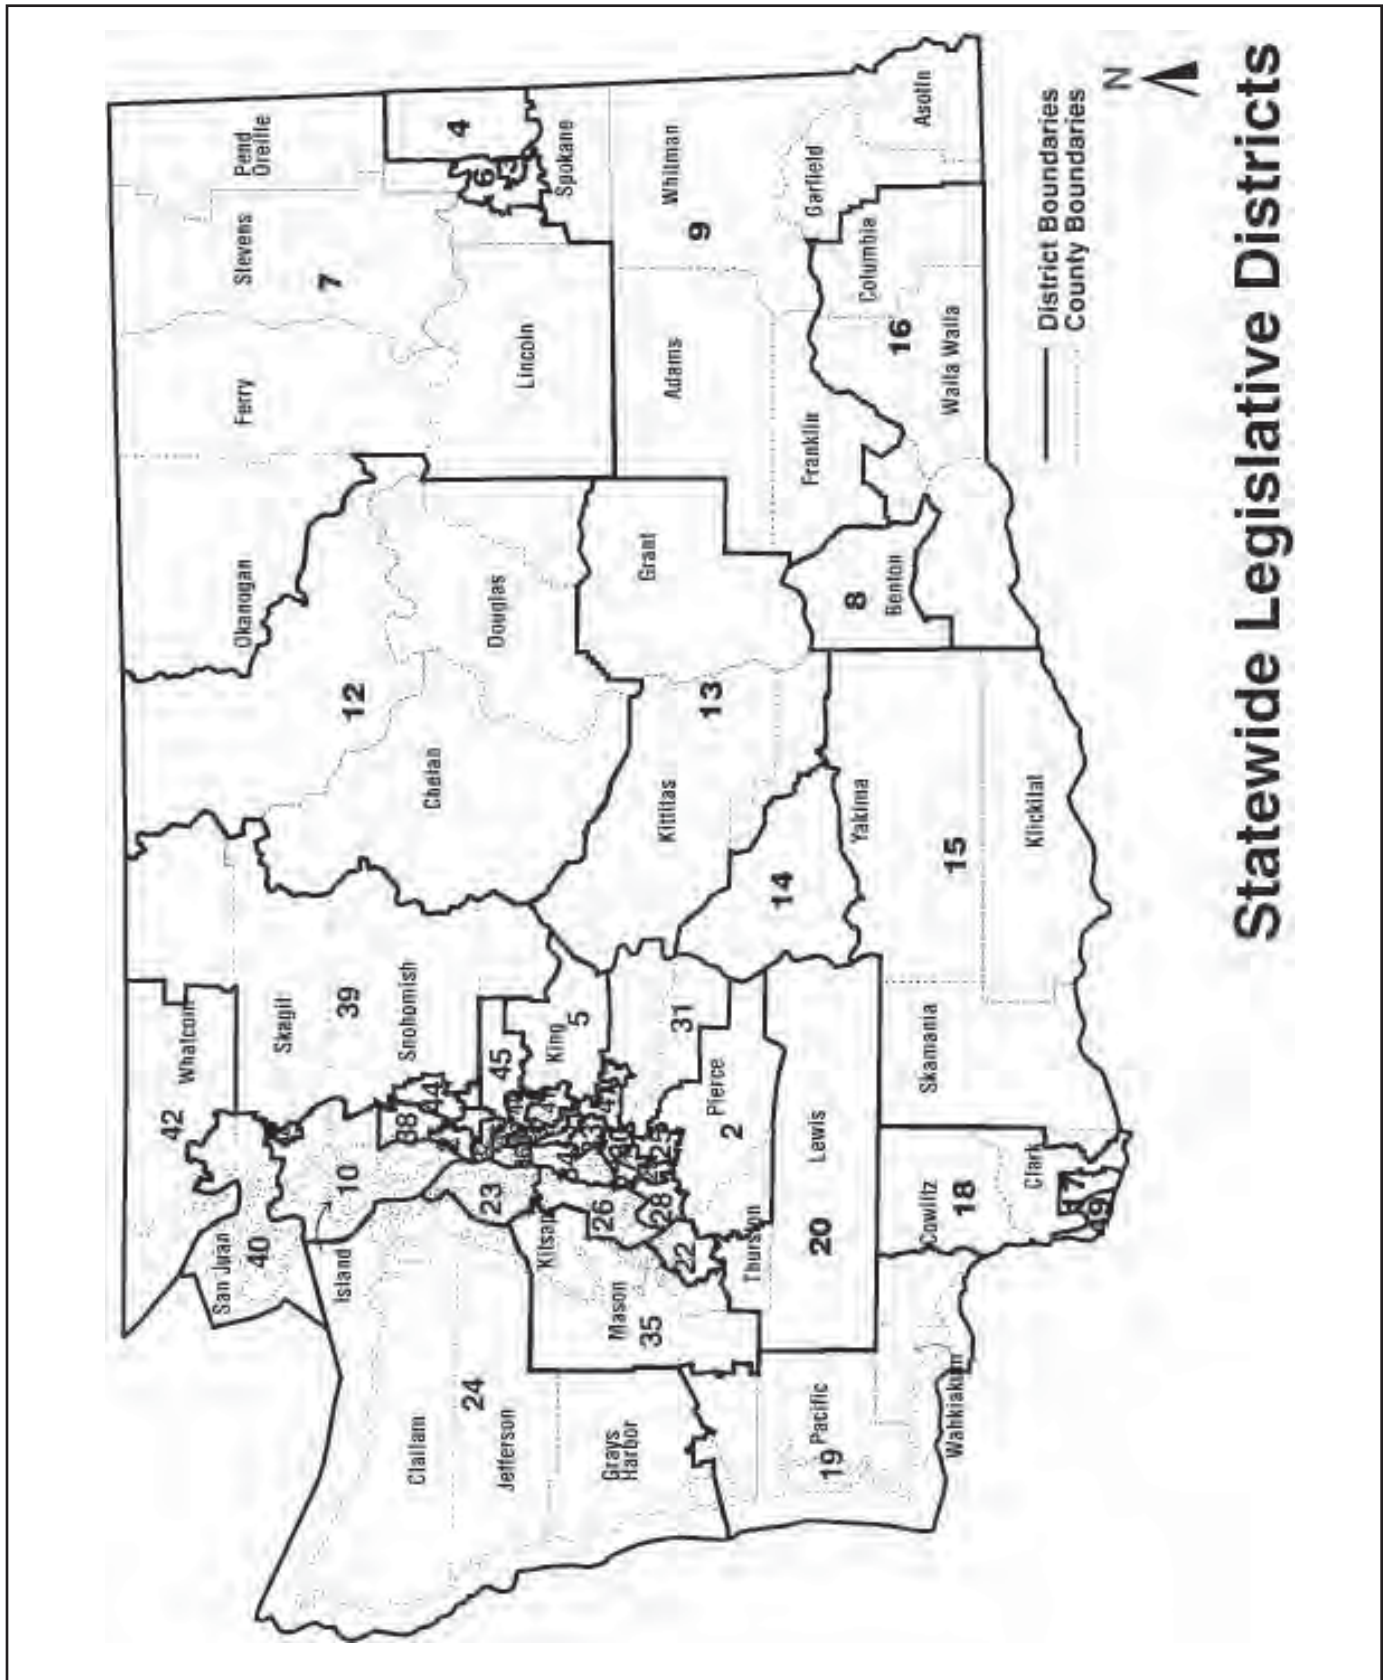 Whatcom
42
Okanogan
Ferry
Stevens
Pend
Oreille
San Juan
40
Skagit
39
12
7
Island
10
Snohomish
Chelan
Clallam
38
44
24
Jefferson
23
45
Douglas
Lincoln
4
6
3
Spokane
Kitsap
King
5
26
Grays
Harbor
Mason
35
28
22
31
Kittitas
13
Grant
Adams
Whitman
9
Pierce
2
Thurston
14
Pacific
19
Lewis
20
Yakima
8
Benton
Franklin
Garfield
Columbia
16
Asotin
Skamania
15
Walla Walla
Wahkiakum
Cowlitz
18
Clark
17
49
Klickitat
District Boundaries
County Boundaries
N
Statewide Legislative Districts